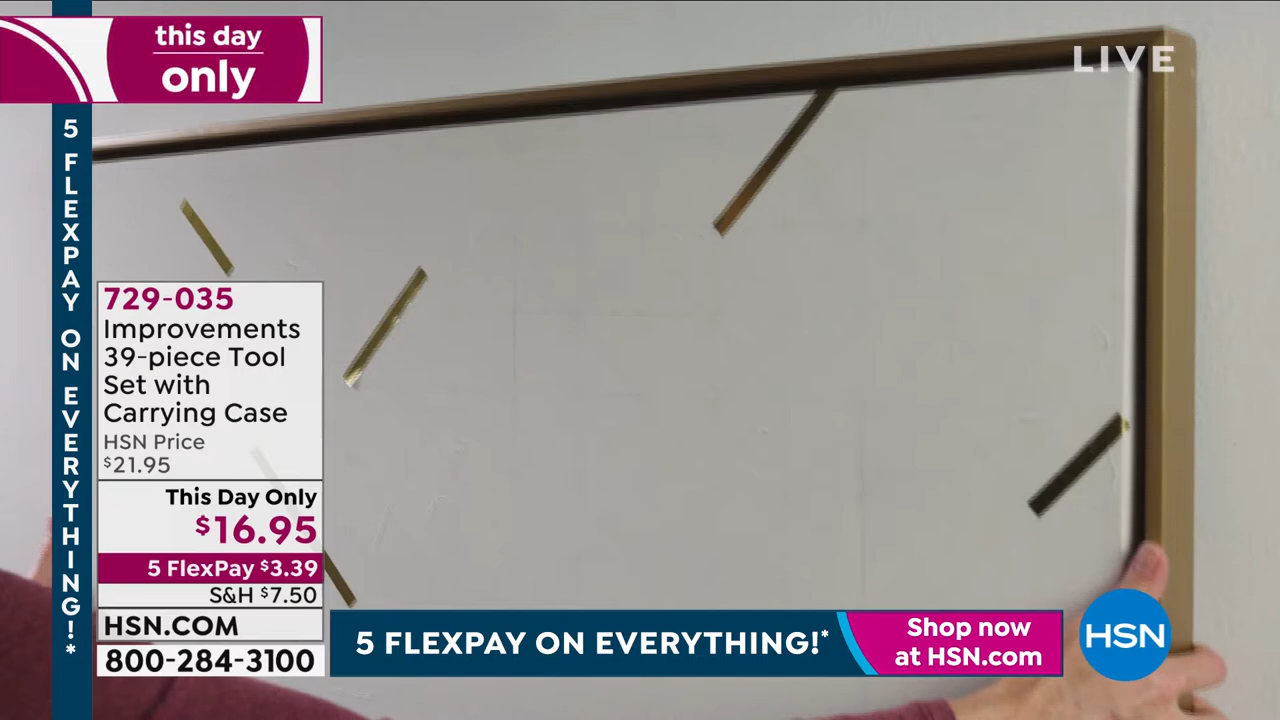 this day
only
LIVE
5 FLEXPAY ON EVERYTHING!*
729-035
Improvements
39-piece Tool
Set with
Carrying Case
HSN Price
$21.95
This Day Only
$16.95
5 FlexPay $3.39
S&H $7.50
HSN.COM
800-284-3100
5 FLEXPAY ON EVERYTHING!*
Shop now
at HSN.com
HSN